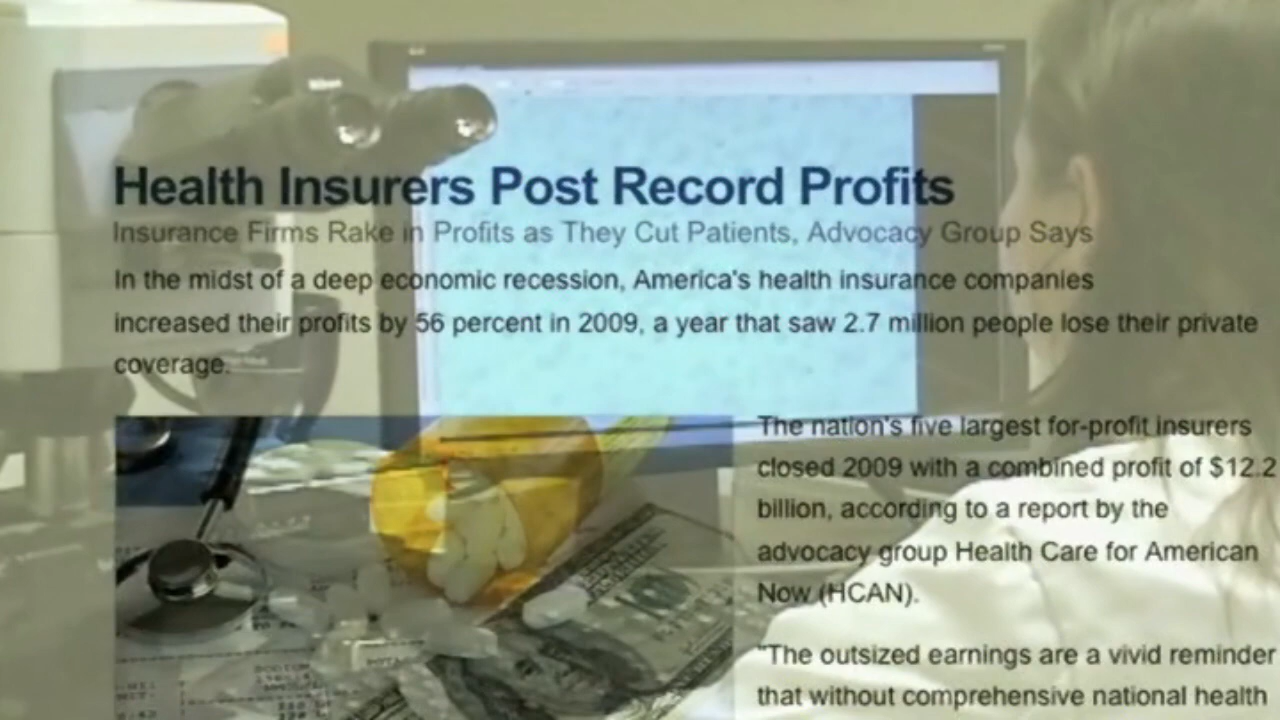 Health Insurers Post Record Profits
Insurance Firms Rake in Profits as They Cut Patients, Advocacy Group Says
In the midst of a deep economic recession, America's health insurance companies
increased their profits by 56 percent in 2009, a year that saw 2.7 million people lose their private
coverage.
The nation's five largest for-profit insurers
closed 2009 with a combined profit of $12.2
billion, according to a report by the
advocacy group Health Care for American
Now (HCAN).
"The outsized earnings are a vivid reminder
that without comprehensive national health